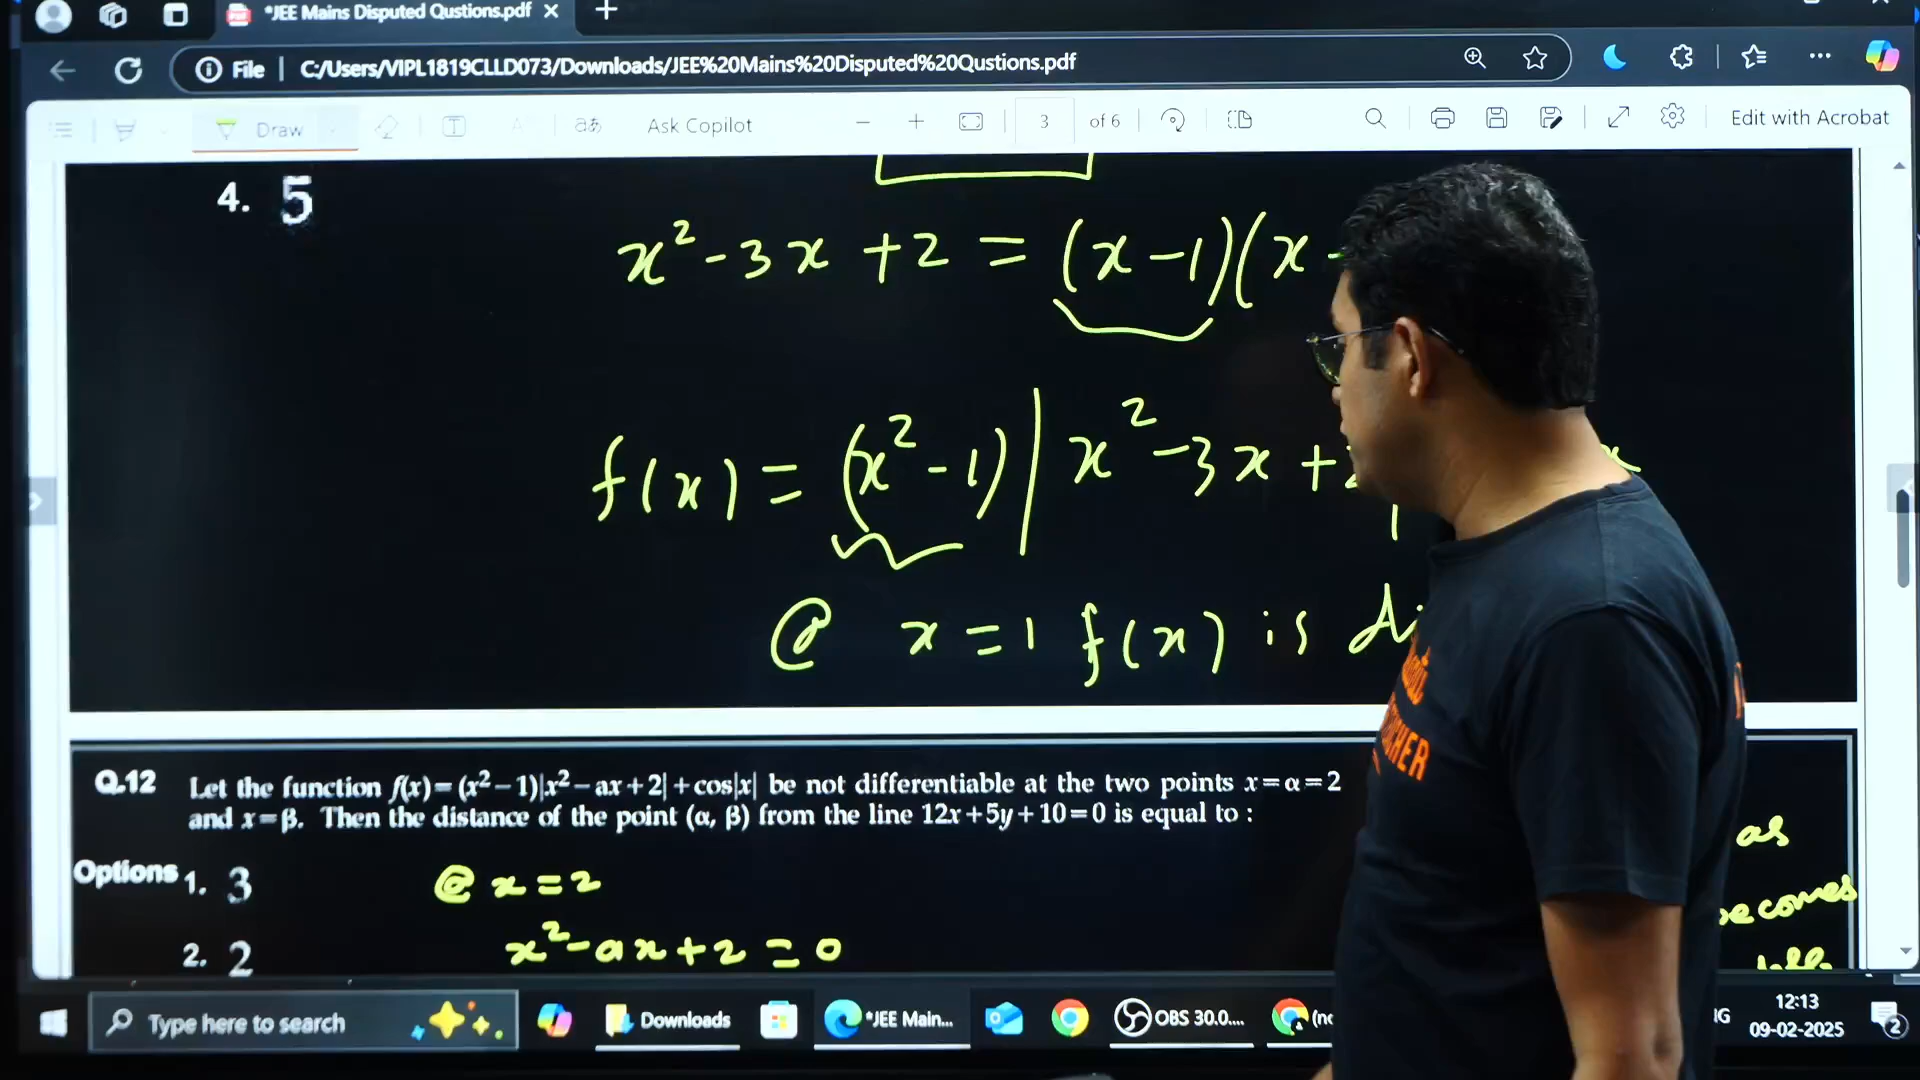 *JEE Mains Disputed Qustions.pdf
File | C:/Users/VIPL1819CLLD073/Downloads/JEE%20Mains%20Disputed%20Qustions.pdf
Draw Ask Copilot 3 of 6 Edit with Acrobat
4. 5
x² - 3x + 2 = (x - 1)(x -
f(x) = (x² - 1) | x² - 3x +
@ x = 1 f(x) is
Q.12 Let the function f(x) = (x² – 1)|x² – ax + 2| + cos|x| be not differentiable at the two points x = α = 2
and x = β. Then the distance of the point (α, β) from the line 12x + 5y + 10 = 0 is equal to :
as
Options 1. 3 @ x = 2
becomes
2. 2 x² - ax + 2 = 0
Type here to search Downloads *JEE Main... OBS 30.0.... 12:13
09-02-2025 2